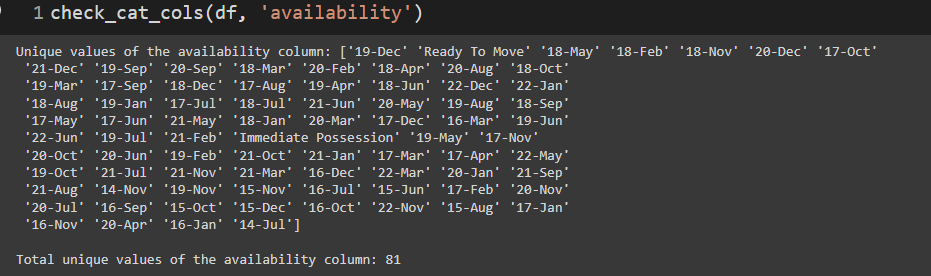 1 check_cat_cols(df, 'availability')
Unique values of the availability column: ['19-Dec' 'Ready To Move' '18-May' '18-Feb' '18-Nov' '20-Dec' '17-Oct'
'21-Dec' '19-Sep' '20-Sep' '18-Mar' '20-Feb' '18-Apr' '20-Aug' '18-Oct'
'19-Mar' '17-Sep' '18-Dec' '17-Aug' '19-Apr' '18-Jun' '22-Dec' '22-Jan'
'18-Aug' '19-Jan' '17-Jul' '18-Jul' '21-Jun' '20-May' '19-Aug' '18-Sep'
'17-May' '17-Jun' '21-May' '18-Jan' '20-Mar' '17-Dec' '16-Mar' '19-Jun'
'22-Jun' '19-Jul' '21-Feb' 'Immediate Possession' '19-May' '17-Nov'
'20-Oct' '20-Jun' '19-Feb' '21-Oct' '21-Jan' '17-Mar' '17-Apr' '22-May'
'19-Oct' '21-Jul' '21-Nov' '21-Mar' '16-Dec' '22-Mar' '20-Jan' '21-Sep'
'21-Aug' '14-Nov' '19-Nov' '15-Nov' '16-Jul' '15-Jun' '17-Feb' '20-Nov'
'20-Jul' '16-Sep' '15-Oct' '15-Dec' '16-Oct' '22-Nov' '15-Aug' '17-Jan'
'16-Nov' '20-Apr' '16-Jan' '14-Jul']
Total unique values of the availability column: 81